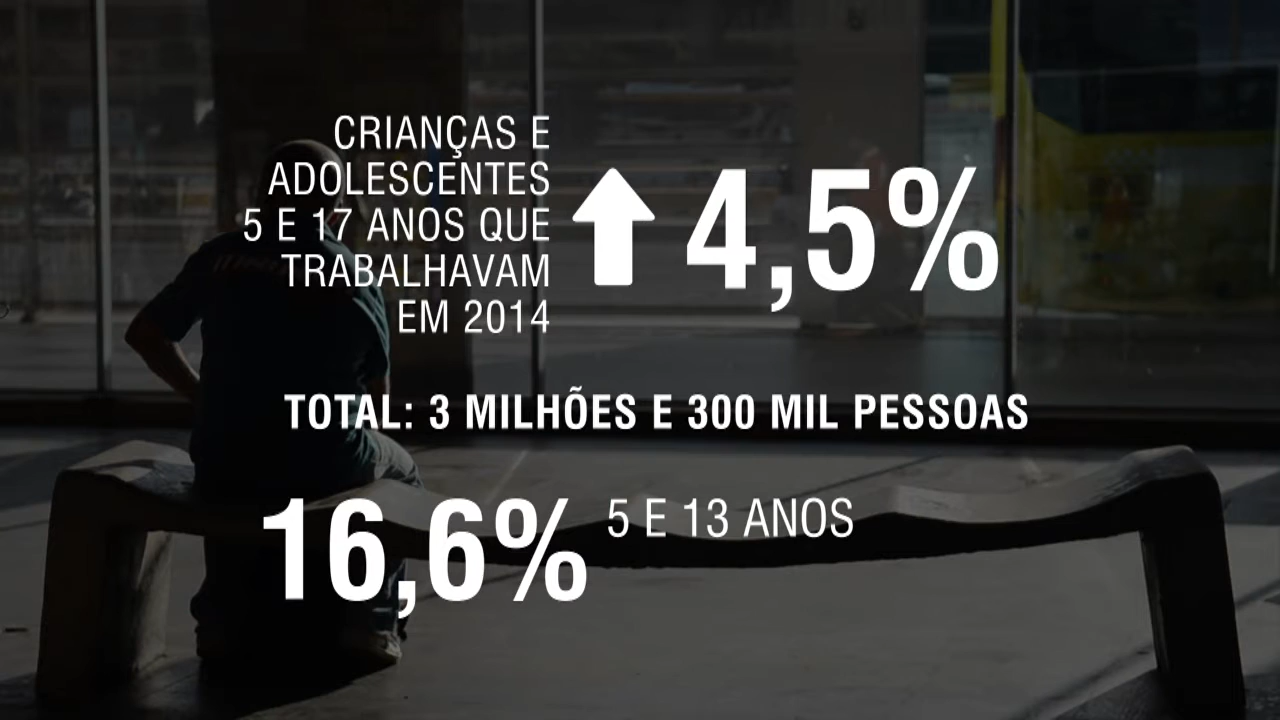 CRIANÇAS E
ADOLESCENTES
5 E 17 ANOS QUE
TRABALHAVAM
EM 2014
4,5%
TOTAL: 3 MILHÕES E 300 MIL PESSOAS
16,6%
5 E 13 ANOS